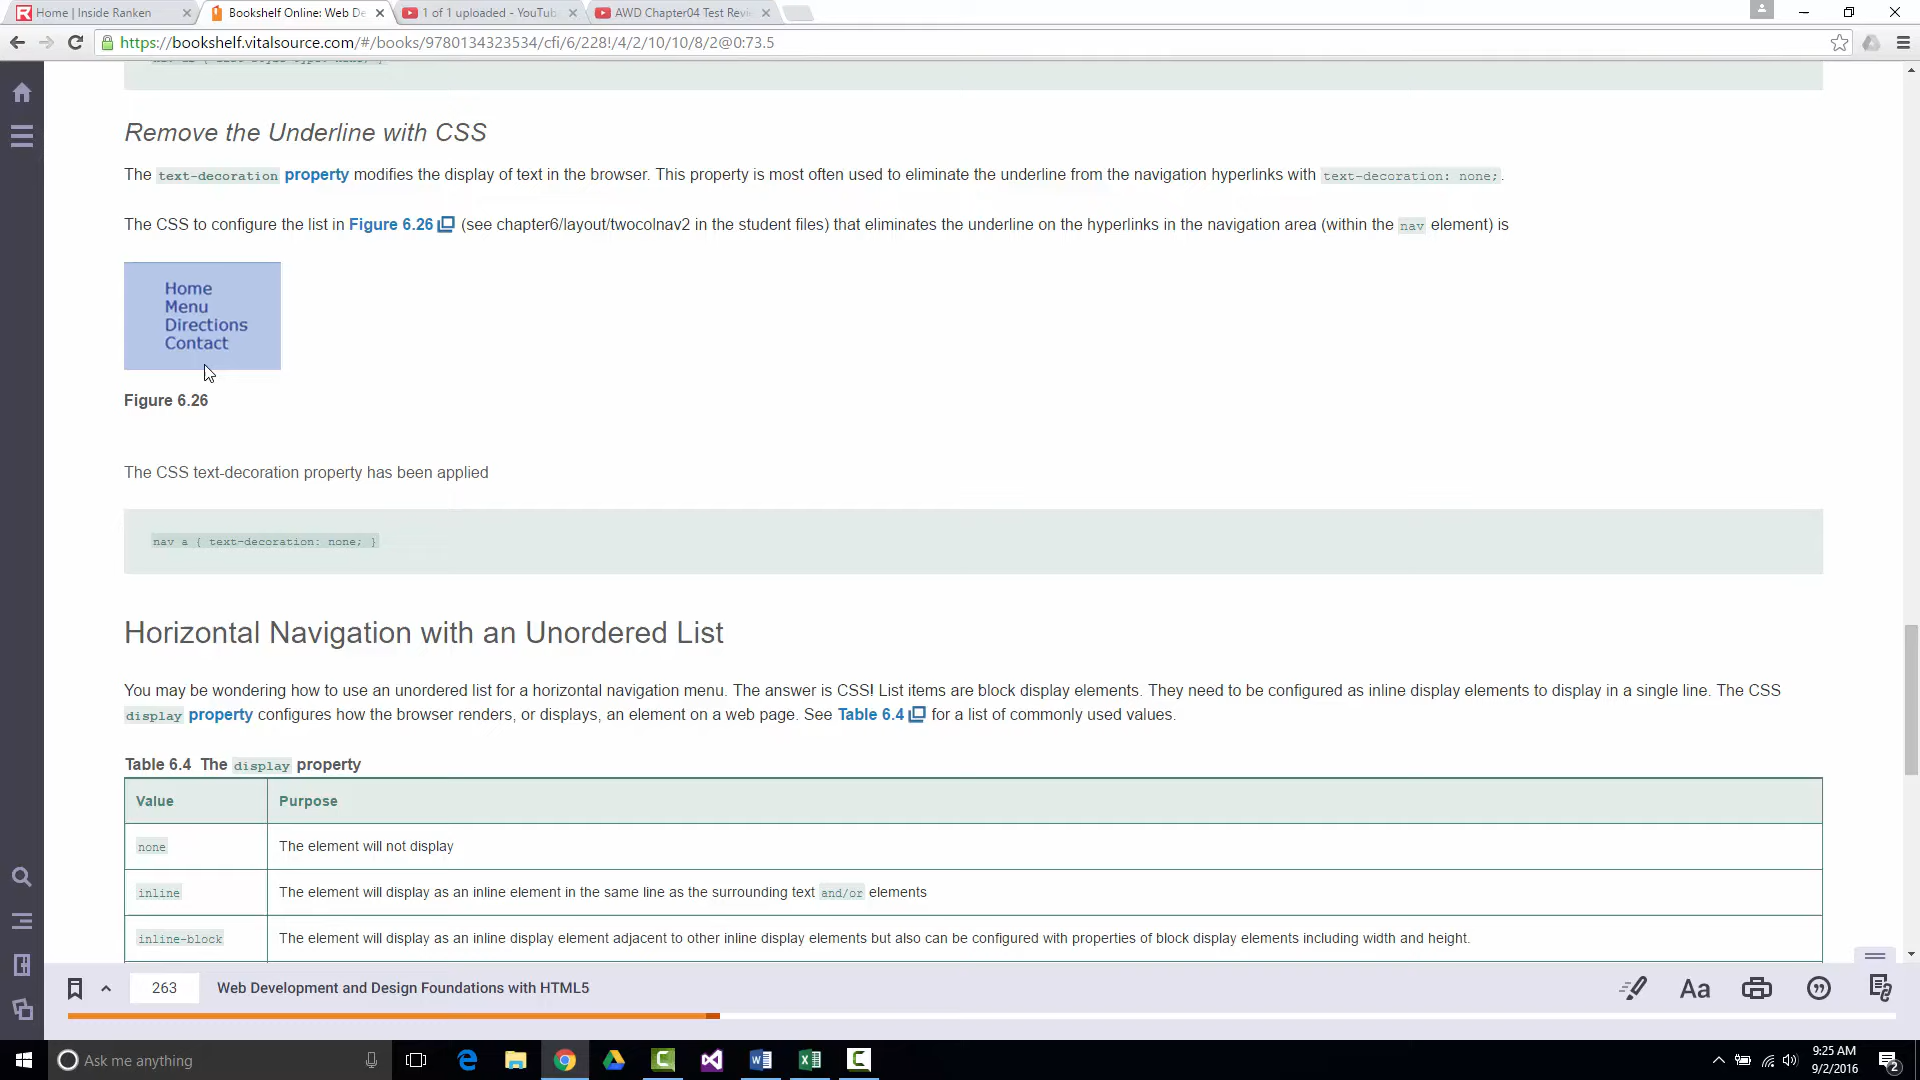 Home | Inside Ranken
Bookshelf Online: Web De
1 of 1 uploaded - YouTub
AWD Chapter04 Test Revi
https://bookshelf.vitalsource.com/#/books/9780134323534/cfi/6/228!/4/2/10/10/8/2@0:73.5
Remove the Underline with CSS
The text-decoration property modifies the display of text in the browser. This property is most often used to eliminate the underline from the navigation hyperlinks with text-decoration: none;.
The CSS to configure the list in Figure 6.26 (see chapter6/layout/twocolnav2 in the student files) that eliminates the underline on the hyperlinks in the navigation area (within the nav element) is
Home
Menu
Directions
Contact
Figure 6.26
The CSS text-decoration property has been applied
nav a { text-decoration: none; }
Horizontal Navigation with an Unordered List
You may be wondering how to use an unordered list for a horizontal navigation menu. The answer is CSS! List items are block display elements. They need to be configured as inline display elements to display in a single line. The CSS
display property configures how the browser renders, or displays, an element on a web page. See Table 6.4 for a list of commonly used values.
Table 6.4 The display property
Value Purpose
none The element will not display
inline The element will display as an inline element in the same line as the surrounding text and/or elements
inline-block The element will display as an inline display element adjacent to other inline display elements but also can be configured with properties of block display elements including width and height.
263 Web Development and Design Foundations with HTML5 Aa
Ask me anything
9:25 AM
9/2/2016
2